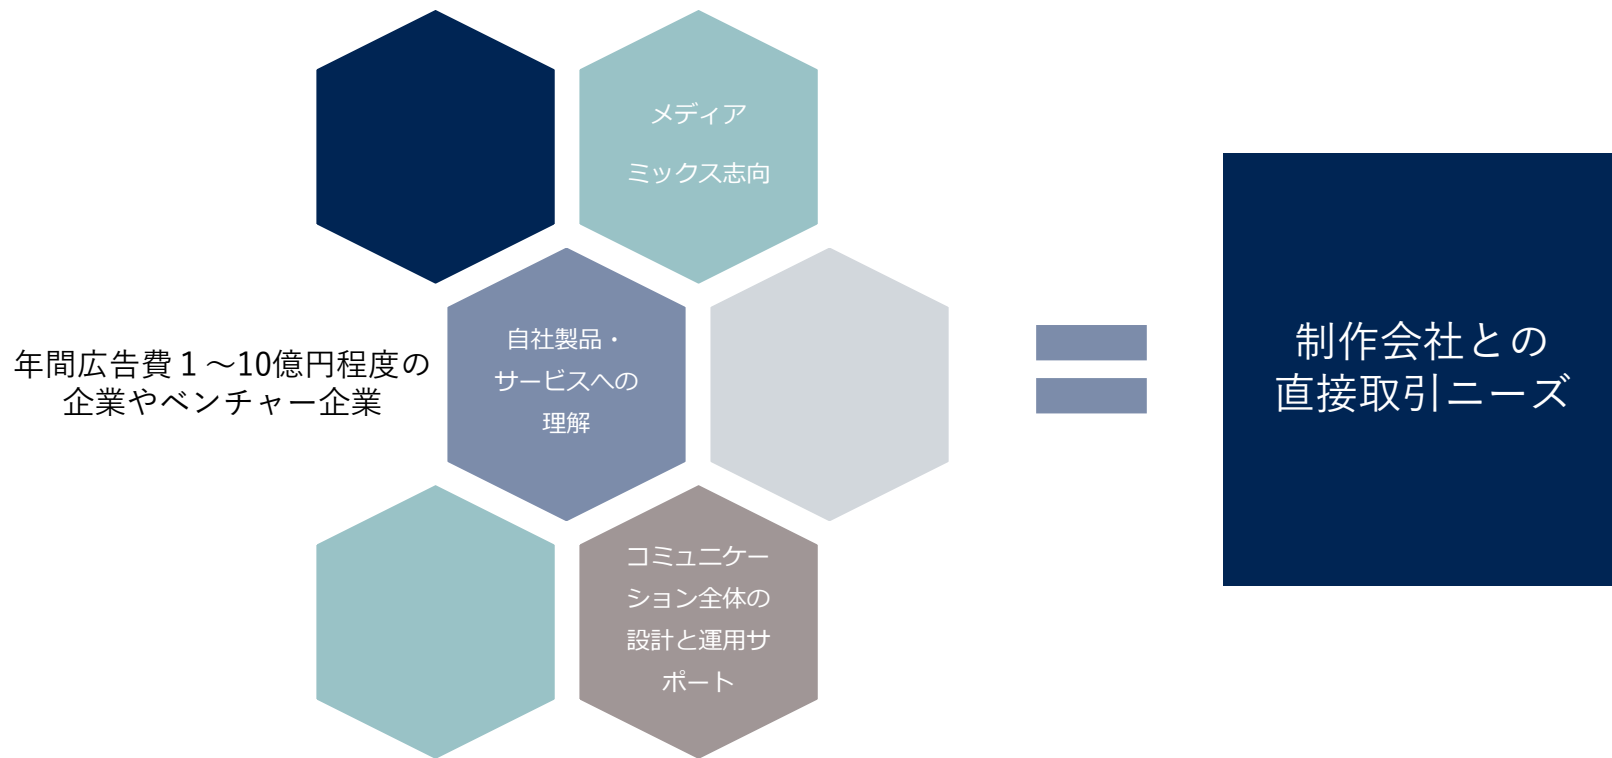 メディア
ミックス志向
年間広告費１～10億円程度の
企業やベンチャー企業
自社製品・
サービスへの
理解
コミュニケー
ション全体の
設計と運用サ
ポート
制作会社との
直接取引ニーズ